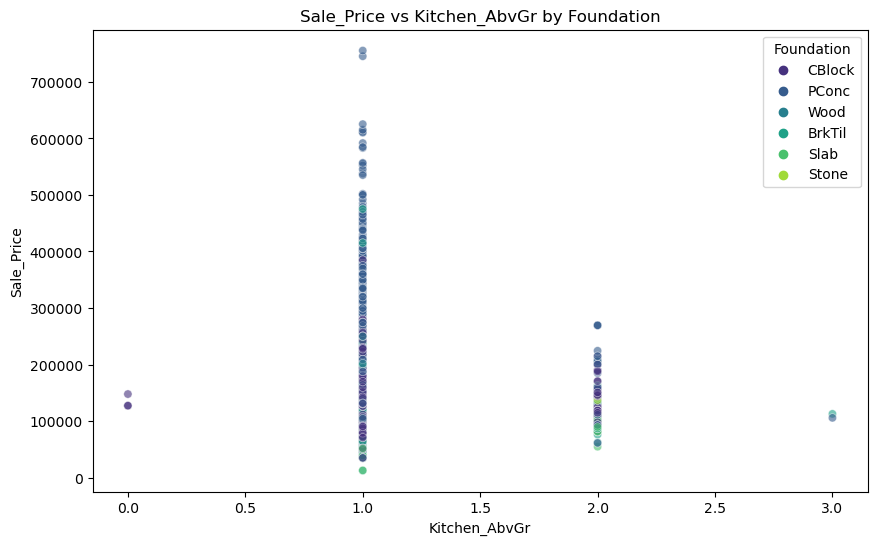 Sale_Price vs Kitchen_AbvGr by Foundation
Foundation
CBlock
PConc
Wood
BrkTil
Slab
Stone
Sale_Price
700000
600000
500000
400000
300000
200000
100000
0
0.0 0.5 1.0 1.5 2.0 2.5 3.0
Kitchen_AbvGr